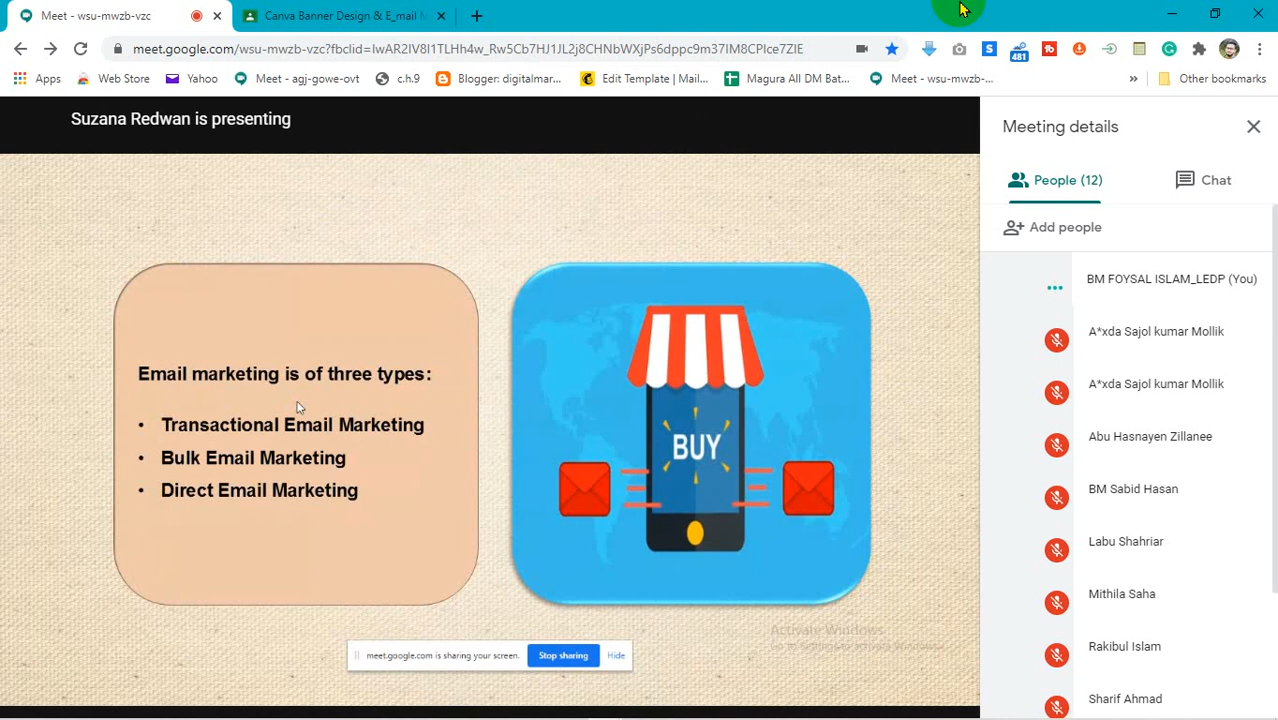 Meet - wsu-mwzb-vzc
Canva Banner Design & E_mail M
meet.google.com/wsu-mwzb-vzc?fbclid=IwAR2IV8l1TLHh4w_Rw5Cb7HJ1JL2j8CHNbWXjPs6dppc9m37IM8CPIce7ZIE
481
Apps
Web Store
Yahoo
Meet - agj-gowe-ovt
c.h.9
Blogger: digitalmar...
Edit Template | Mail...
Magura All DM Bat...
Meet - wsu-mwzb-...
»
Other bookmarks
Suzana Redwan is presenting
Email marketing is of three types:
• Transactional Email Marketing
• Bulk Email Marketing
• Direct Email Marketing
BUY
Activate Windows
meet.google.com is sharing your screen.
Stop sharing
Hide
Meeting details
People (12)
Chat
Add people
BM FOYSAL ISLAM_LEDP (You)
A*xda Sajol kumar Mollik
A*xda Sajol kumar Mollik
Abu Hasnayen Zillanee
BM Sabid Hasan
Labu Shahriar
Mithila Saha
Rakibul Islam
Sharif Ahmad